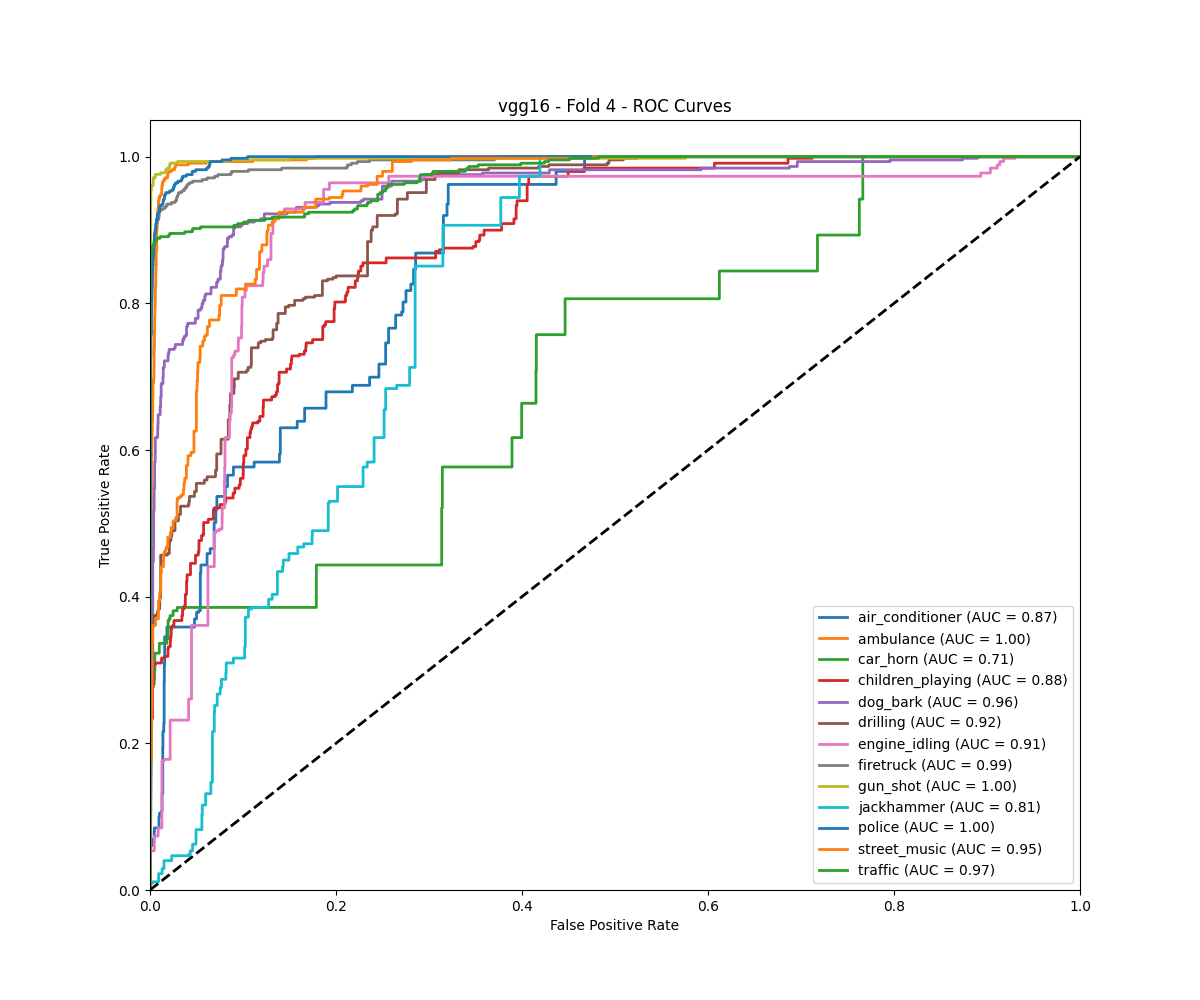 vgg16 - Fold 4 - ROC Curves
True Positive Rate
1.0
0.8
0.6
0.4
0.2
0.0
air_conditioner (AUC = 0.87)
ambulance (AUC = 1.00)
car_horn (AUC = 0.71)
children_playing (AUC = 0.88)
dog_bark (AUC = 0.96)
drilling (AUC = 0.92)
engine_idling (AUC = 0.91)
firetruck (AUC = 0.99)
gun_shot (AUC = 1.00)
jackhammer (AUC = 0.81)
police (AUC = 1.00)
street_music (AUC = 0.95)
traffic (AUC = 0.97)
0.0 0.2 0.4 0.6 0.8 1.0
False Positive Rate